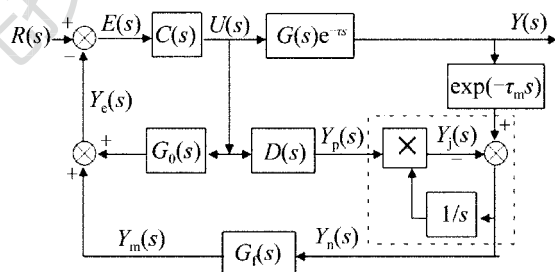 R(s) + − E(s) C(s) U(s) G(s)e^{-τs} Y(s)
exp(−τ_m s)
Y_e(s)
+ + G_0(s) D(s) Y_p(s) × Y_j(s) + −
1/s
Y_m(s) G_f(s) Y_n(s)